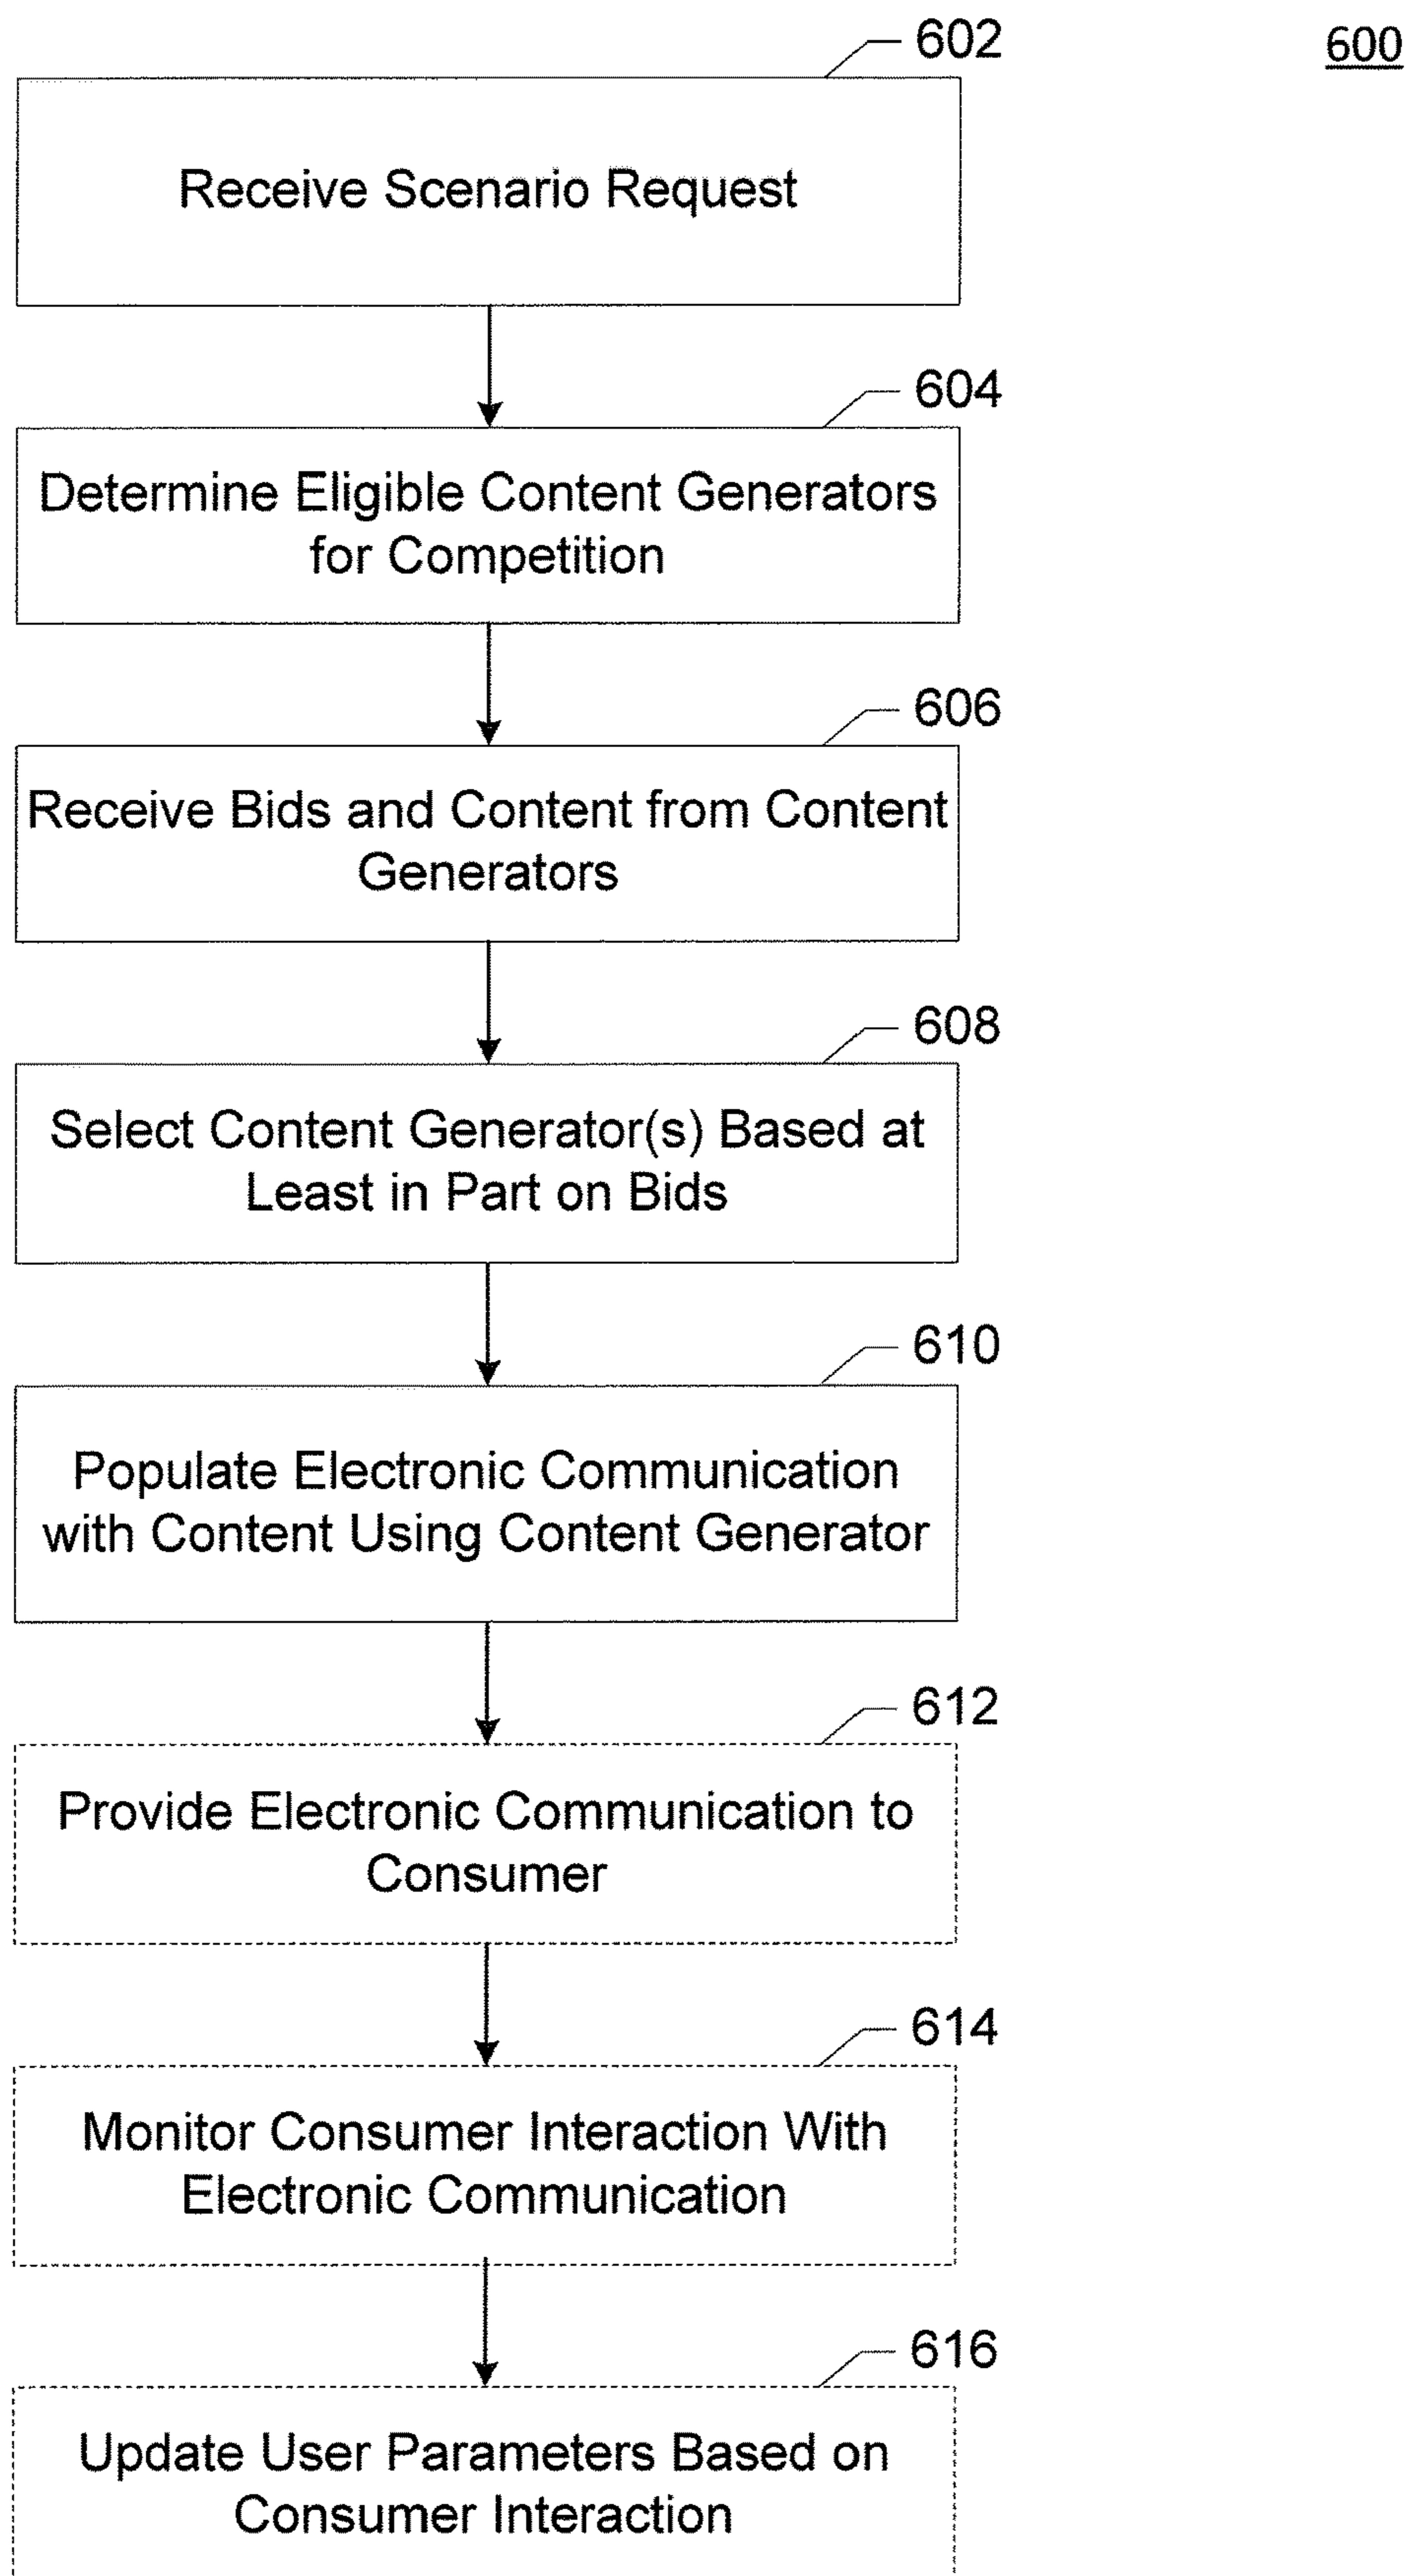 600
602
Receive Scenario Request
604
Determine Eligible Content Generators
for Competition
606
Receive Bids and Content from Content
Generators
608
Select Content Generator(s) Based at
Least in Part on Bids
610
Populate Electronic Communication
with Content Using Content Generator
612
Provide Electronic Communication to
Consumer
614
Monitor Consumer Interaction With
Electronic Communication
616
Update User Parameters Based on
Consumer Interaction